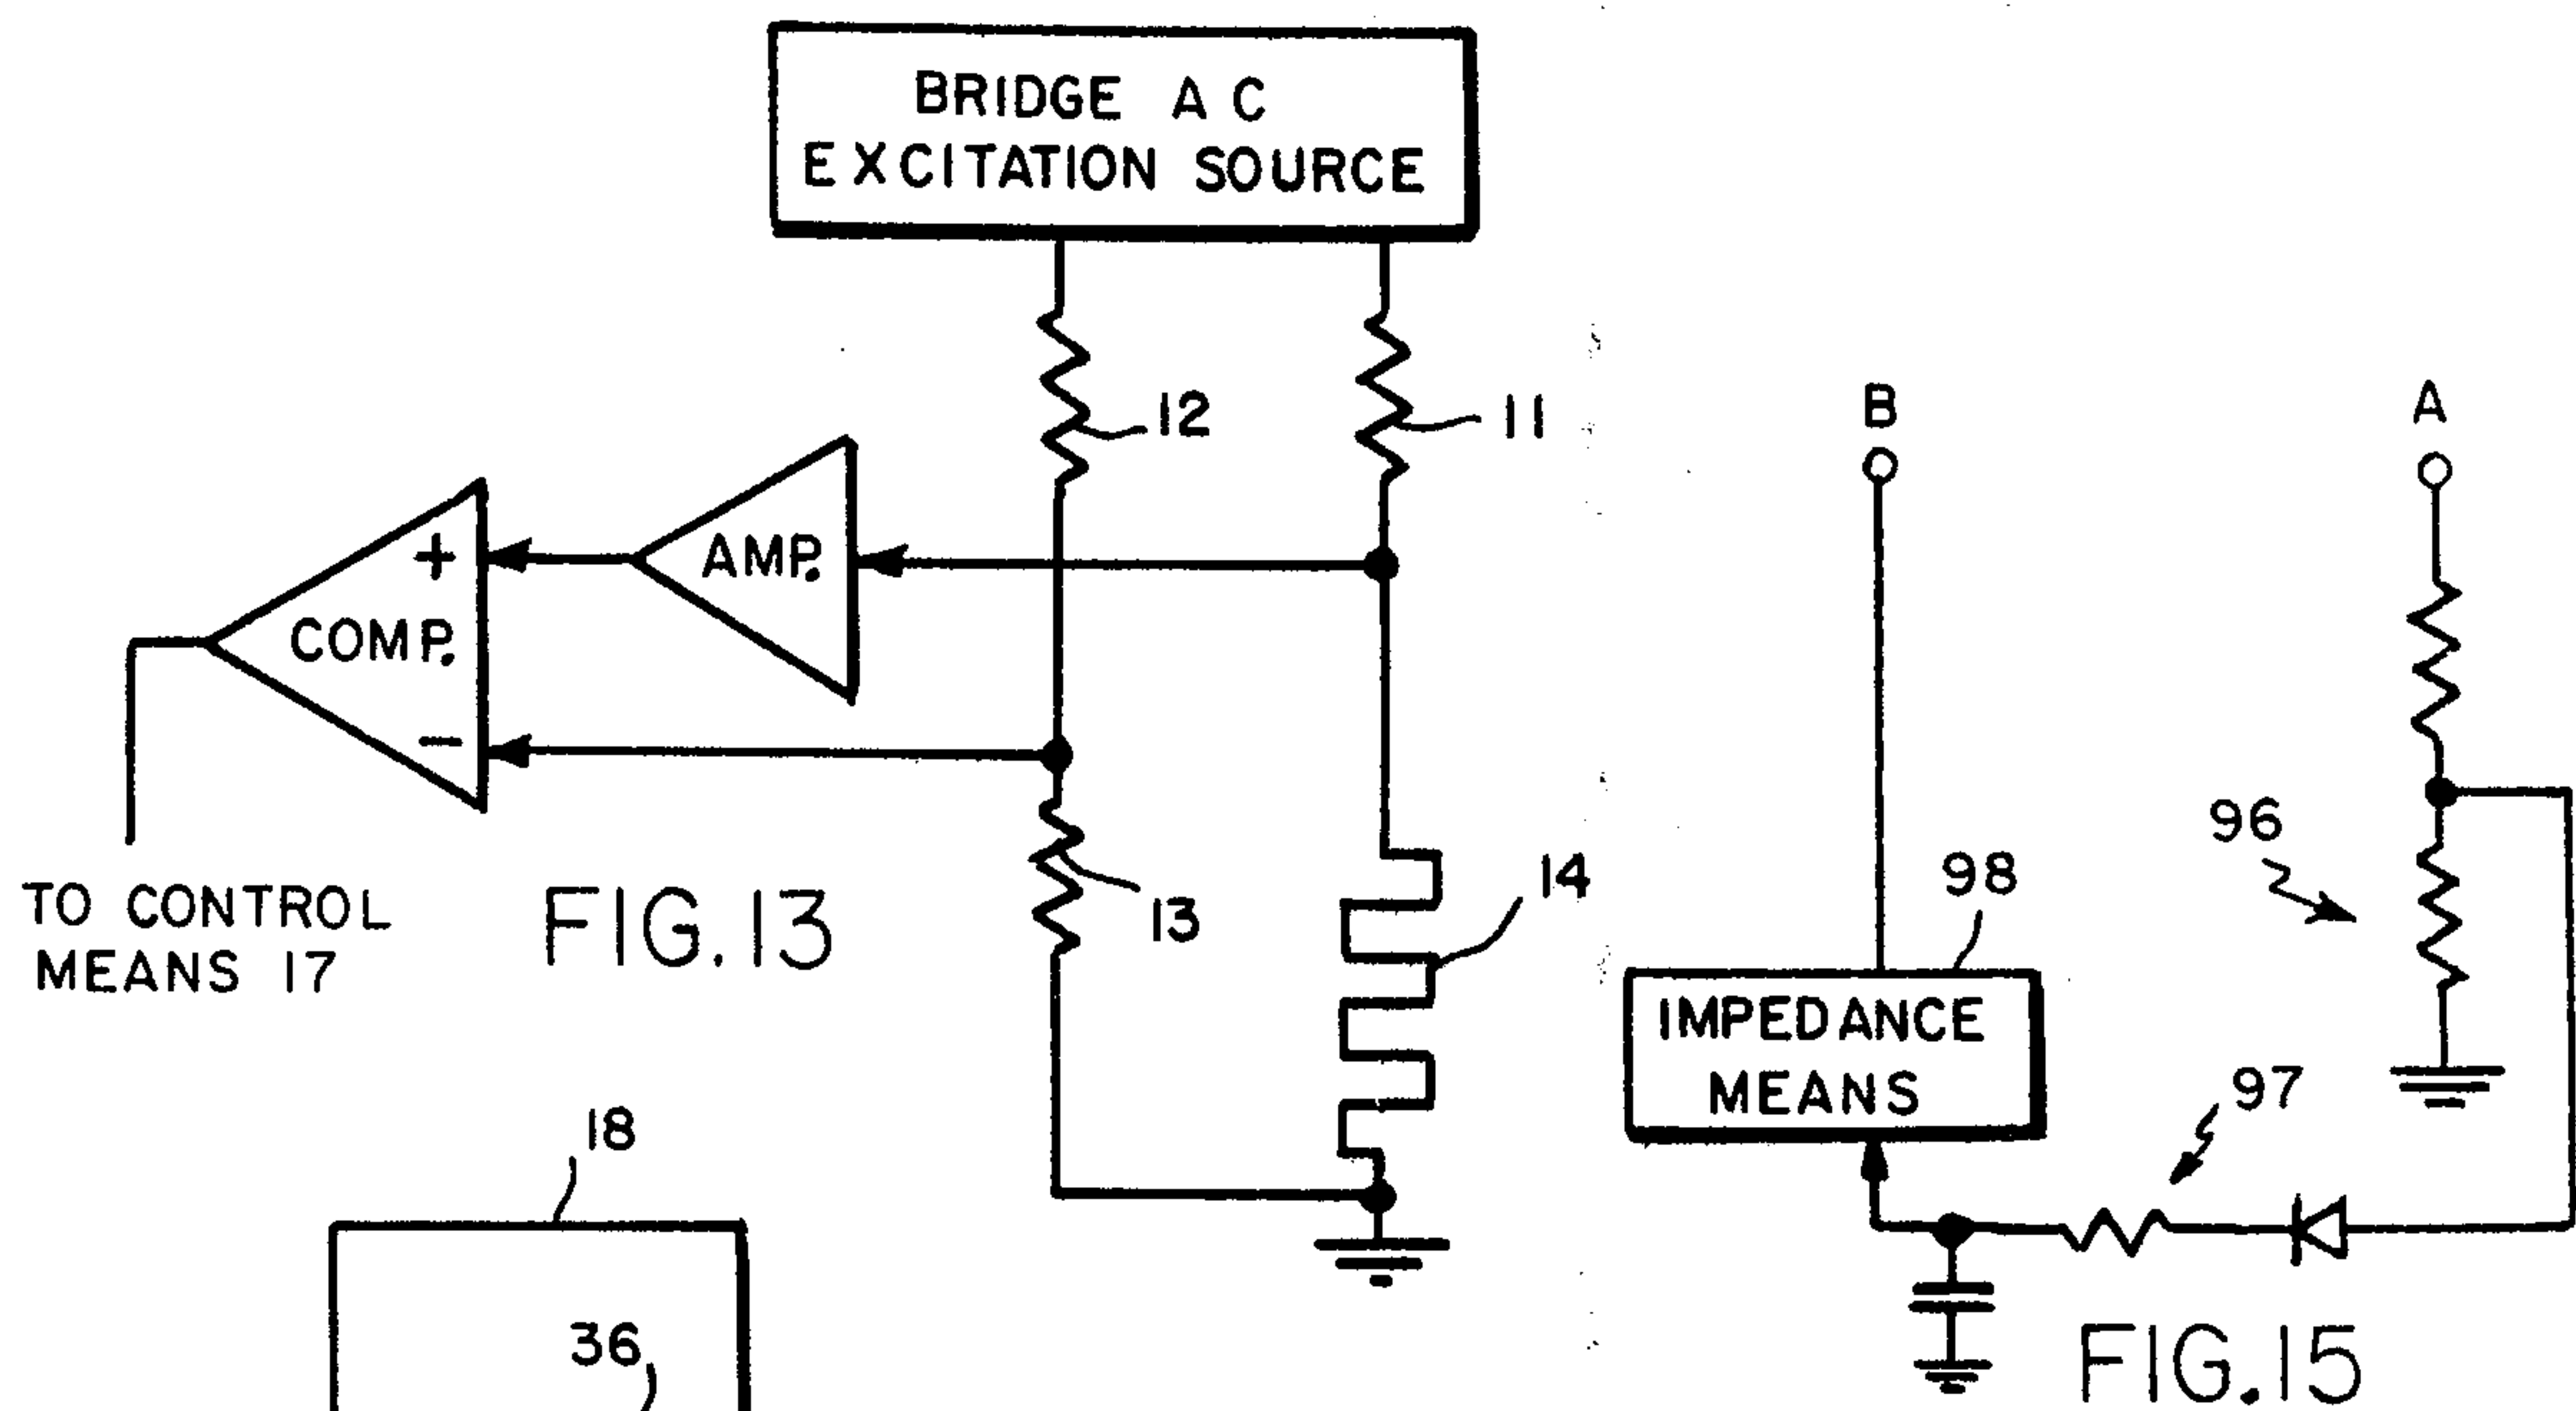 BRIDGE AC
EXCITATION SOURCE
12
11
B
A
+
AMP.
COMP.
-
96
13
14
98
TO CONTROL
MEANS 17
FIG.13
IMPEDANCE
MEANS
97
18
36
FIG.15